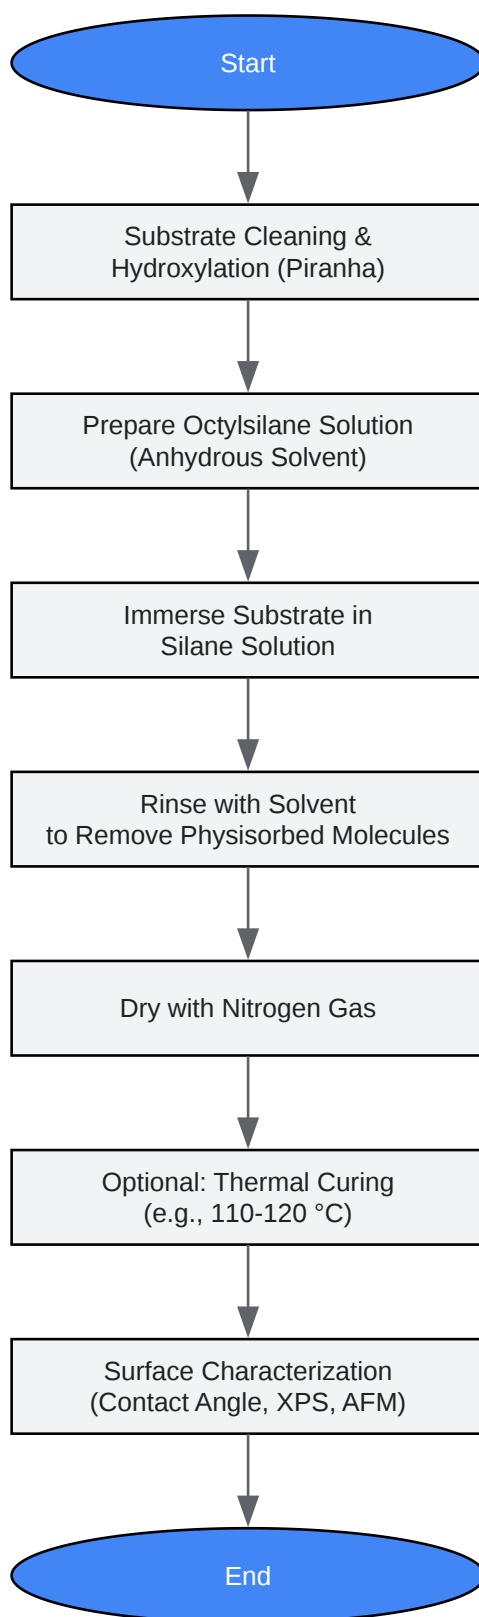 Start
Substrate Cleaning &
Hydroxylation (Piranha)
Prepare Octylsilane Solution
(Anhydrous Solvent)
Immerse Substrate in
Silane Solution
Rinse with Solvent
to Remove Physisorbed Molecules
Dry with Nitrogen Gas
Optional: Thermal Curing
(e.g., 110-120 °C)
Surface Characterization
(Contact Angle, XPS, AFM)
End